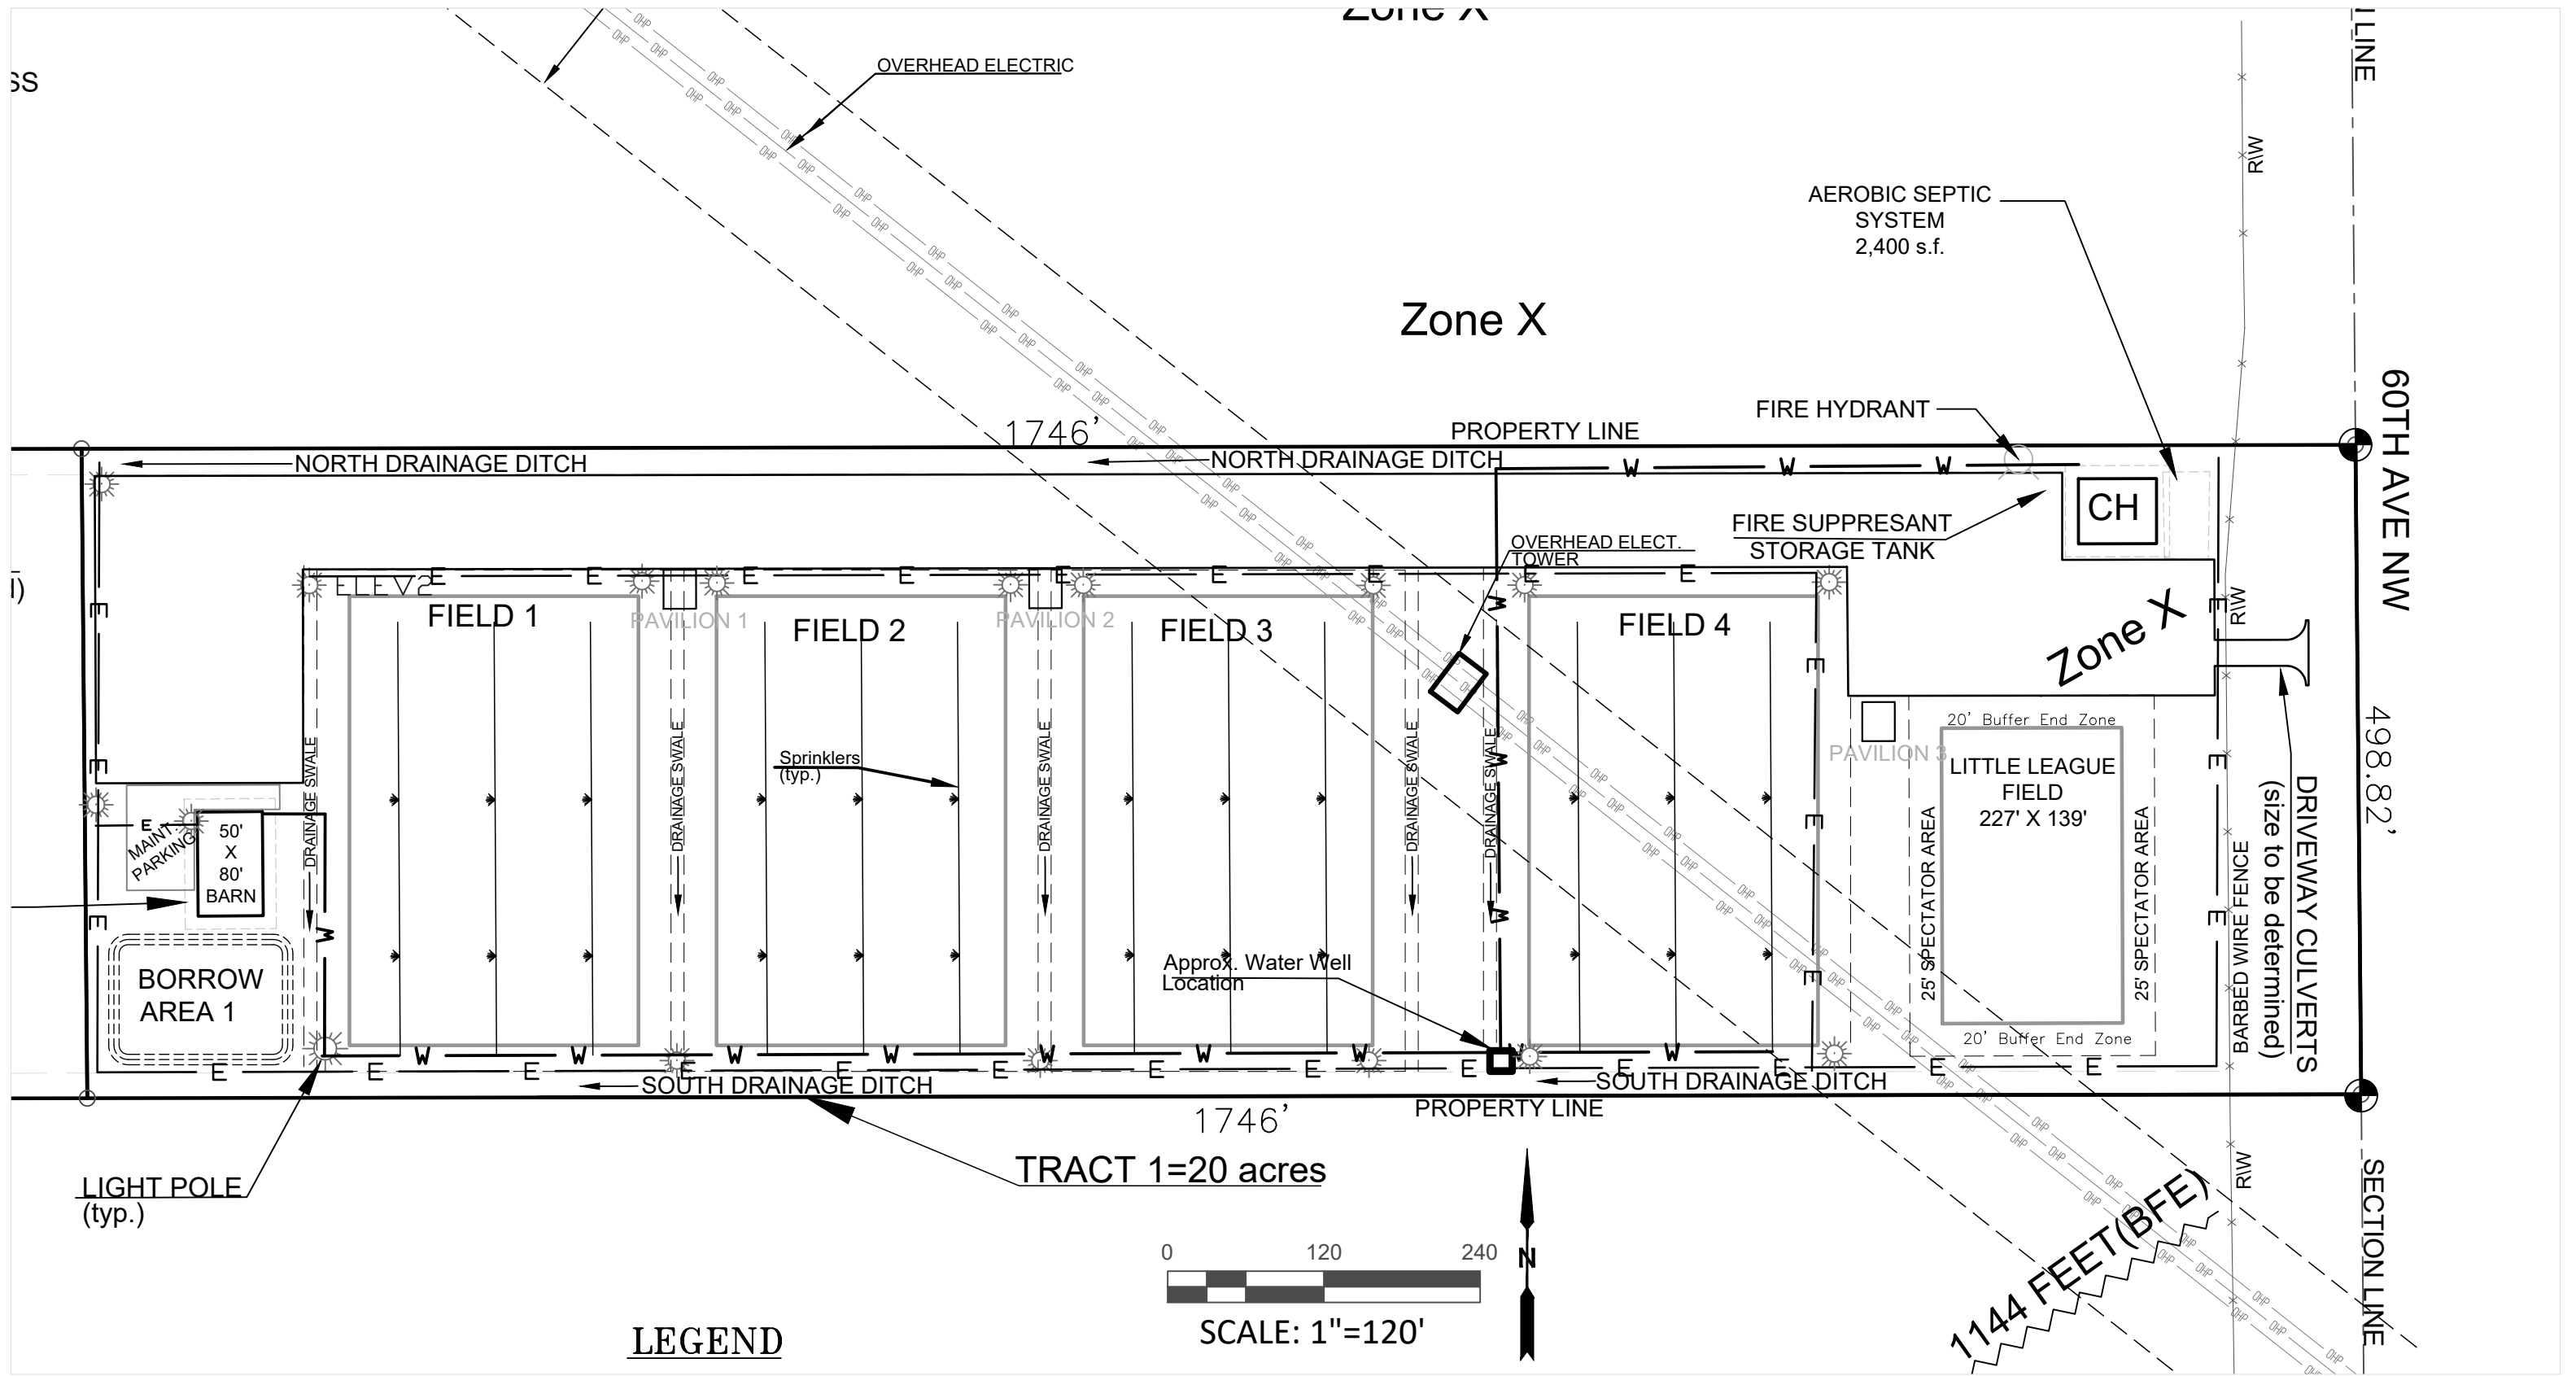 Zone X
SS
LINE
OVERHEAD ELECTRIC
R\W
AEROBIC SEPTIC
SYSTEM
2,400 s.f.
Zone X
60TH AVE NW
FIRE HYDRANT
1746'
PROPERTY LINE
NORTH DRAINAGE DITCH
NORTH DRAINAGE DITCH
W W W
CH
FIRE SUPPRESANT
STORAGE TANK
OVERHEAD ELECT.
TOWER
ELEV2
E E E E E E E E E
FIELD 1
PAVILION 1
FIELD 2
PAVILION 2
FIELD 3
FIELD 4
Zone X
R\W
20' Buffer End Zone
PAVILION 3
LITTLE LEAGUE
FIELD
227' X 139'
25' SPECTATOR AREA
25' SPECTATOR AREA
20' Buffer End Zone
498.82'
DRIVEWAY CULVERTS
(size to be determined)
BARBED WIRE FENCE
Sprinklers
(typ.)
DRAINAGE SWALE
DRAINAGE SWALE
DRAINAGE SWALE
DRAINAGE SWALE
DRAINAGE SWALE
E
MAINT.
PARKING
50'
X
80'
BARN
BORROW
AREA 1
Approx. Water Well
Location
W W W W W W W W
E E E E E E E E E E E E E
SOUTH DRAINAGE DITCH
SOUTH DRAINAGE DITCH
1746'
PROPERTY LINE
TRACT 1=20 acres
LIGHT POLE
(typ.)
R\W
SECTION LINE
1144 FEET(BFE)
0 120 240
N
SCALE: 1"=120'
LEGEND
OHP